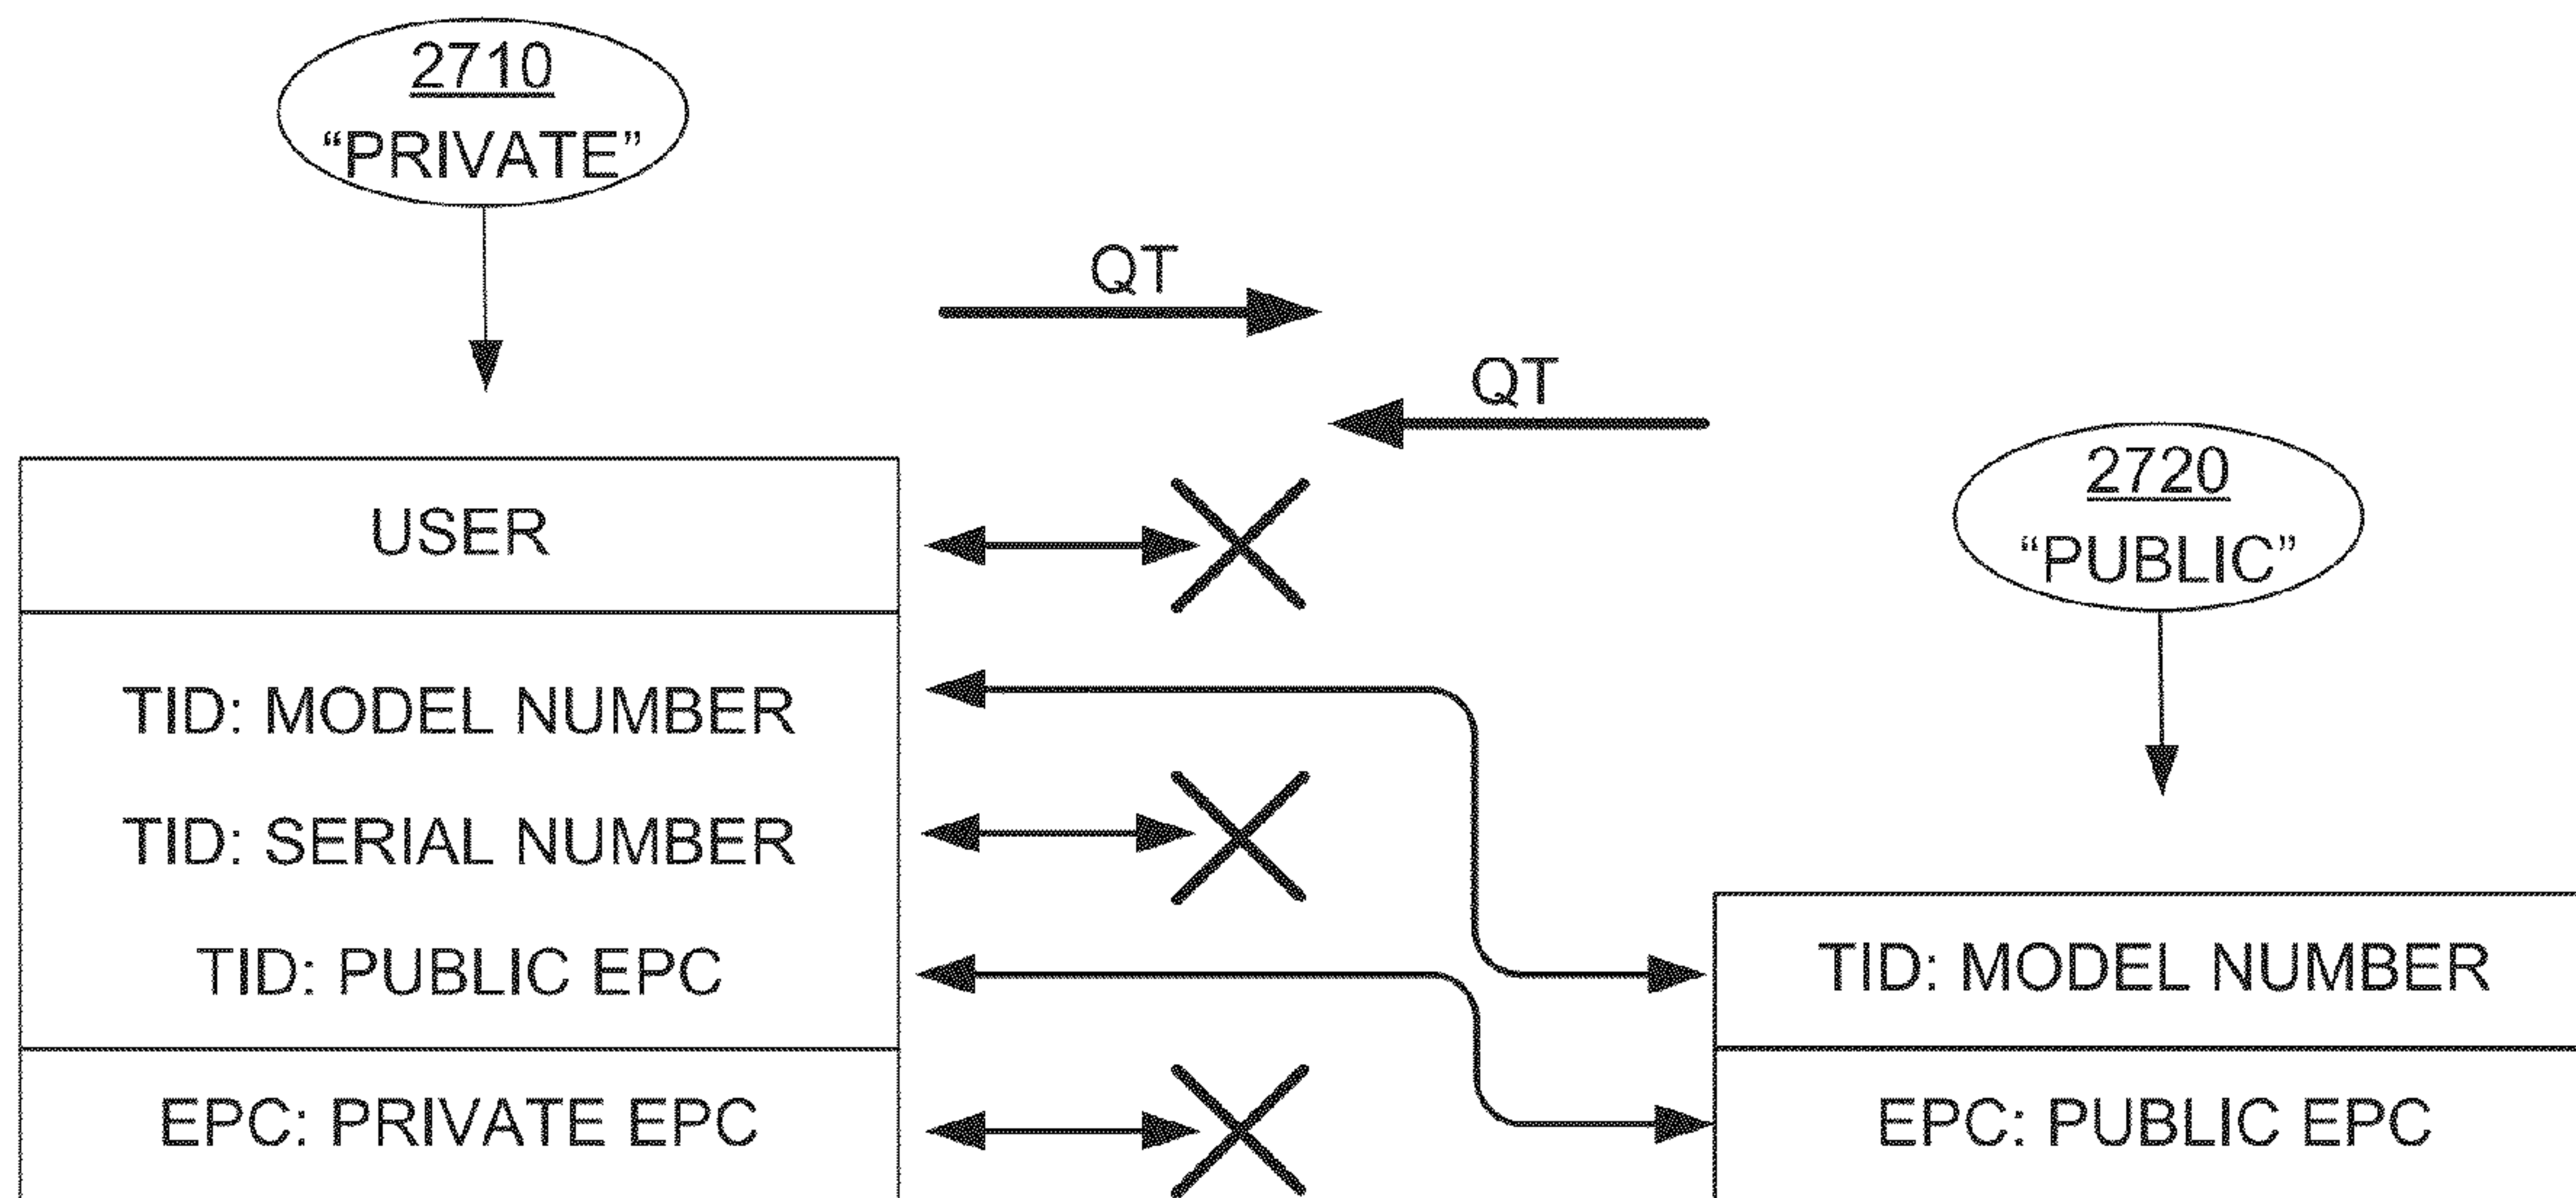 2710
“PRIVATE”
QT
QT
2720
“PUBLIC”
USER
TID: MODEL NUMBER
TID: SERIAL NUMBER
TID: PUBLIC EPC
EPC: PRIVATE EPC
TID: MODEL NUMBER
EPC: PUBLIC EPC